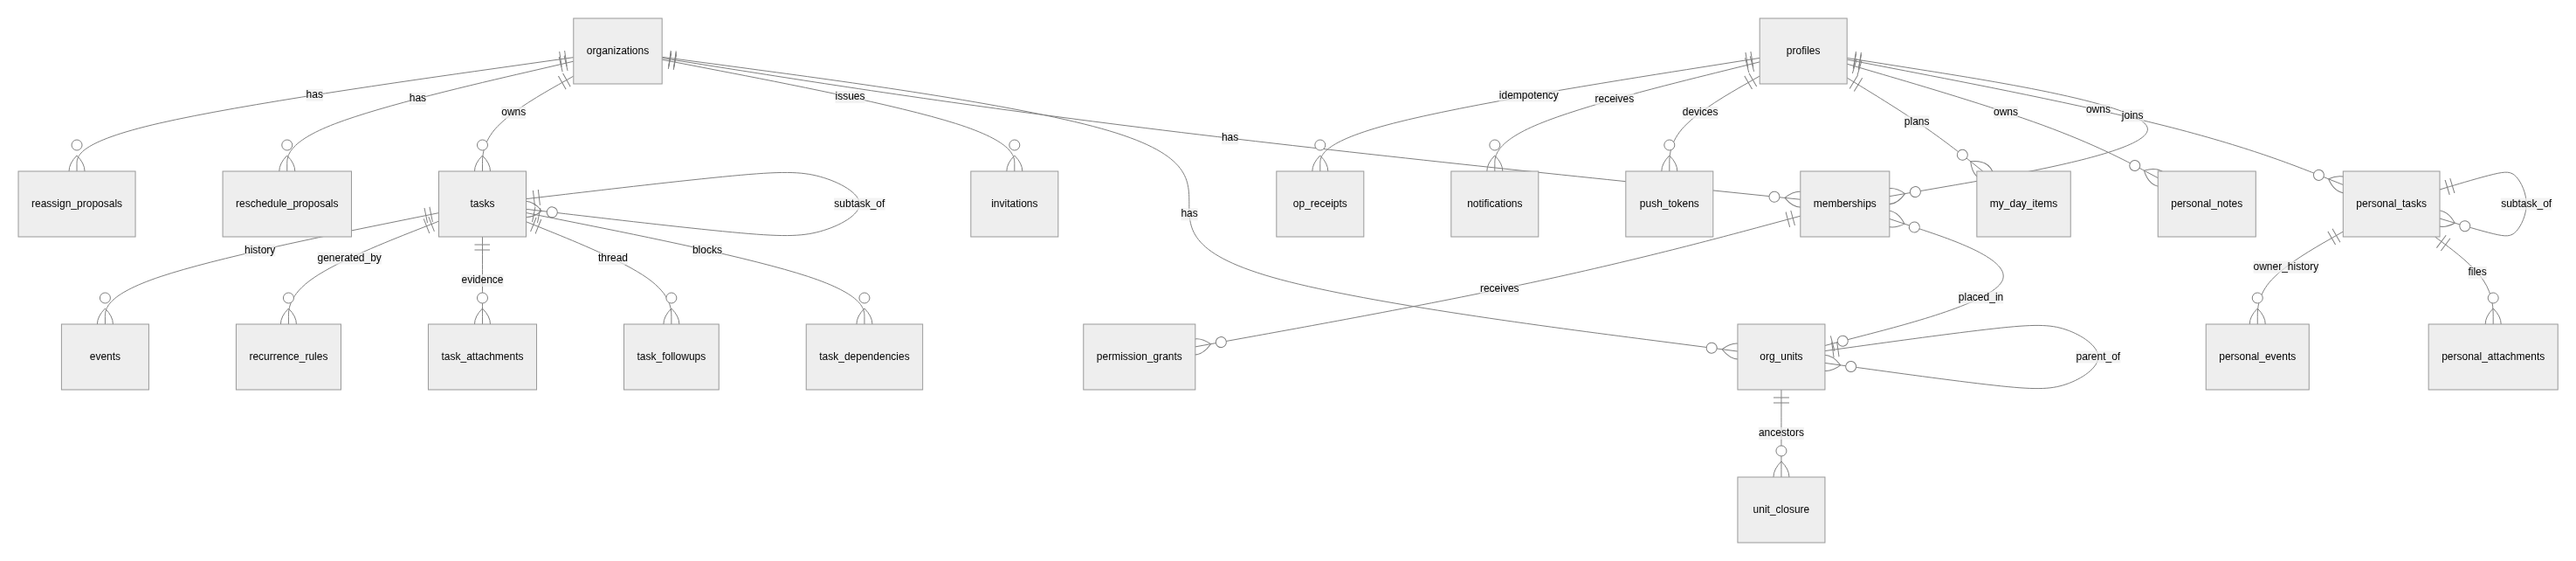 organizations
profiles
has
has
owns
issues
has
idempotency
receives
devices
plans
owns
owns
joins
reassign_proposals
reschedule_proposals
tasks
subtask_of
invitations
has
op_receipts
notifications
push_tokens
memberships
my_day_items
personal_notes
personal_tasks
subtask_of
history
generated_by
evidence
thread
blocks
receives
placed_in
owner_history
files
events
recurrence_rules
task_attachments
task_followups
task_dependencies
permission_grants
org_units
parent_of
personal_events
personal_attachments
ancestors
unit_closure